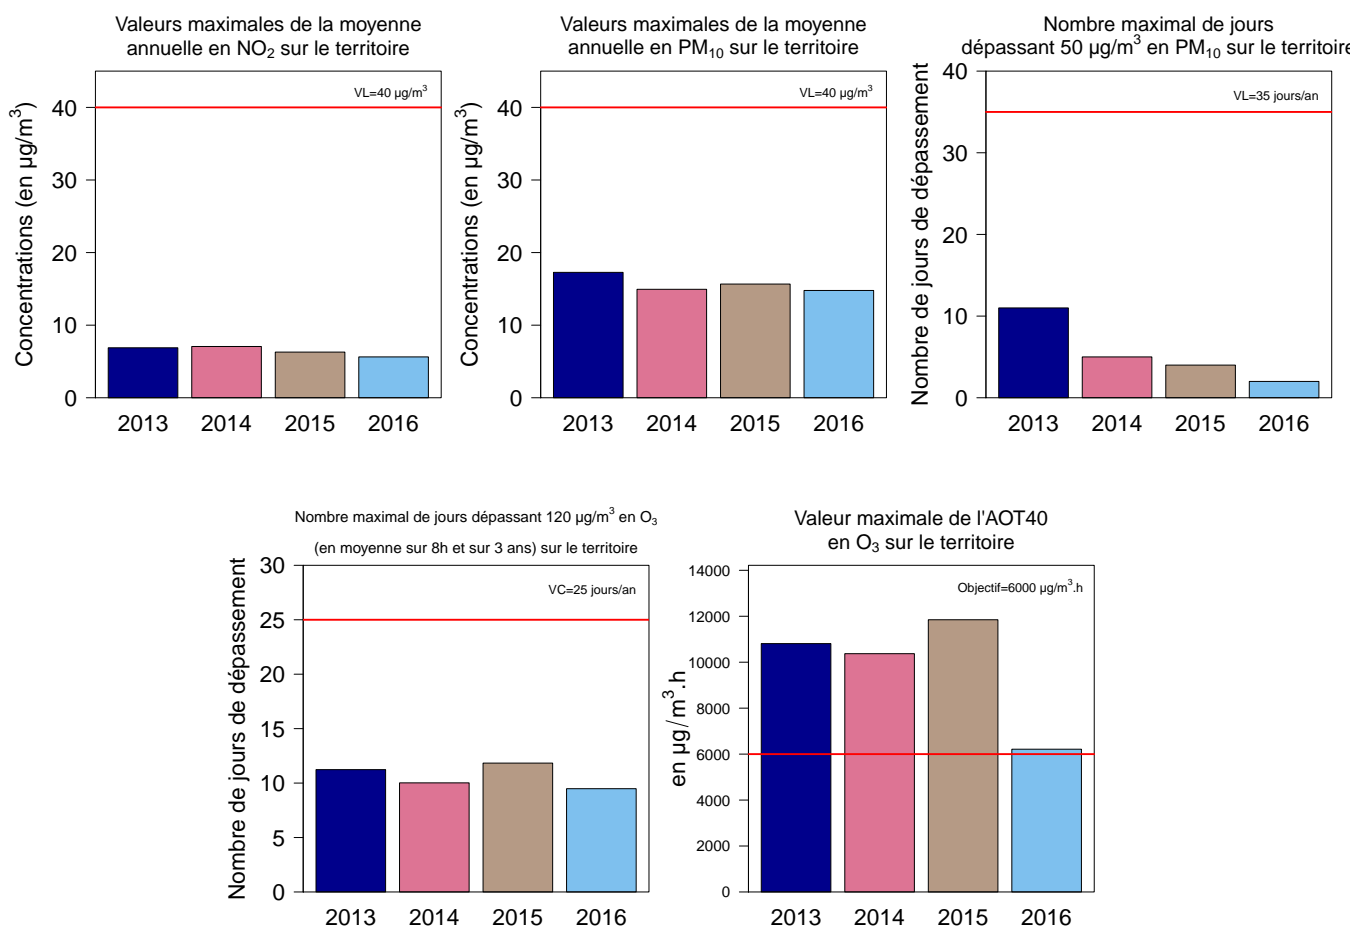 Valeurs maximales de la moyenne
annuelle en NO₂ sur le territoire
Concentrations (en µg/m³)
VL=40 µg/m³
40
30
20
10
0
2013 2014 2015 2016
Valeurs maximales de la moyenne
annuelle en PM₁₀ sur le territoire
Concentrations (en µg/m³)
VL=40 µg/m³
40
30
20
10
0
2013 2014 2015 2016
Nombre maximal de jours
dépassant 50 µg/m³ en PM₁₀ sur le territoire
Nombre de jours de dépassement
VL=35 jours/an
40
30
20
10
0
2013 2014 2015 2016
Nombre maximal de jours dépassant 120 µg/m³ en O₃
(en moyenne sur 8h et sur 3 ans) sur le territoire
Nombre de jours de dépassement
VC=25 jours/an
30
25
20
15
10
5
0
2013 2014 2015 2016
Valeur maximale de l'AOT40
en O₃ sur le territoire
en µg/m³.h
Objectif=6000 µg/m³.h
14000
12000
10000
8000
6000
4000
2000
0
2013 2014 2015 2016